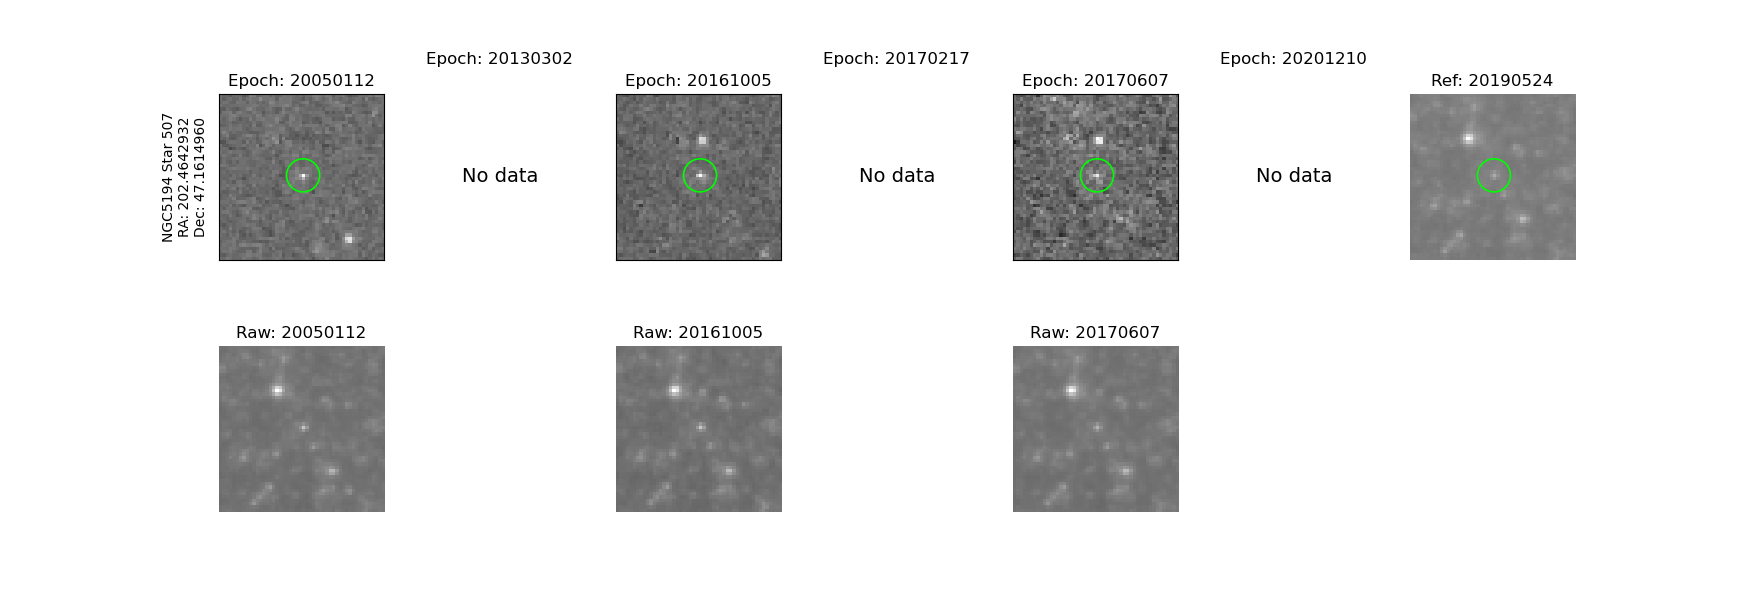 Epoch: 20130302
Epoch: 20170217
Epoch: 20201210
Epoch: 20050112
Epoch: 20161005
Epoch: 20170607
Ref: 20190524
NGC5194 Star 507
RA: 202.4642932
Dec: 47.1614960
No data
No data
No data
Raw: 20050112
Raw: 20161005
Raw: 20170607